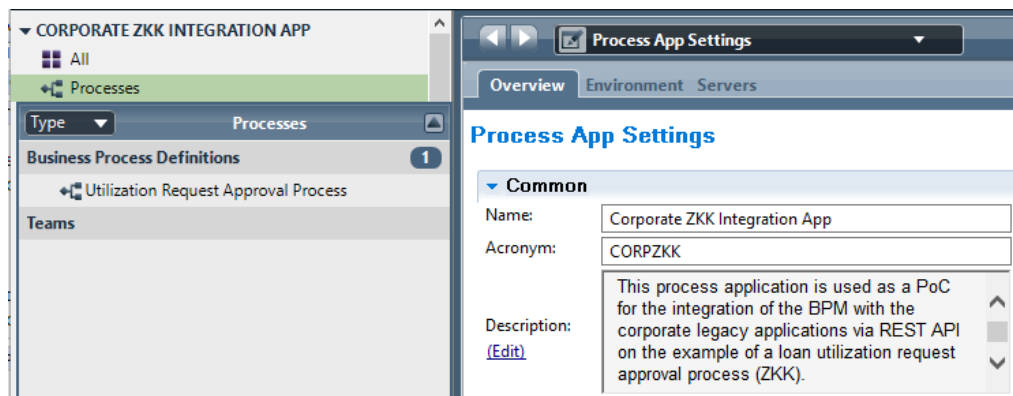 CORPORATE ZKK INTEGRATION APP
All
Processes
Type
Processes
Business Process Definitions
1
Utilization Request Approval Process
Teams
Process App Settings
Overview Environment Servers
Process App Settings
Common
Name: Corporate ZKK Integration App
Acronym: CORPZKK
Description:
(Edit)
This process application is used as a PoC
for the integration of the BPM with the
corporate legacy applications via REST API
on the example of a loan utilization request
approval process (ZKK).